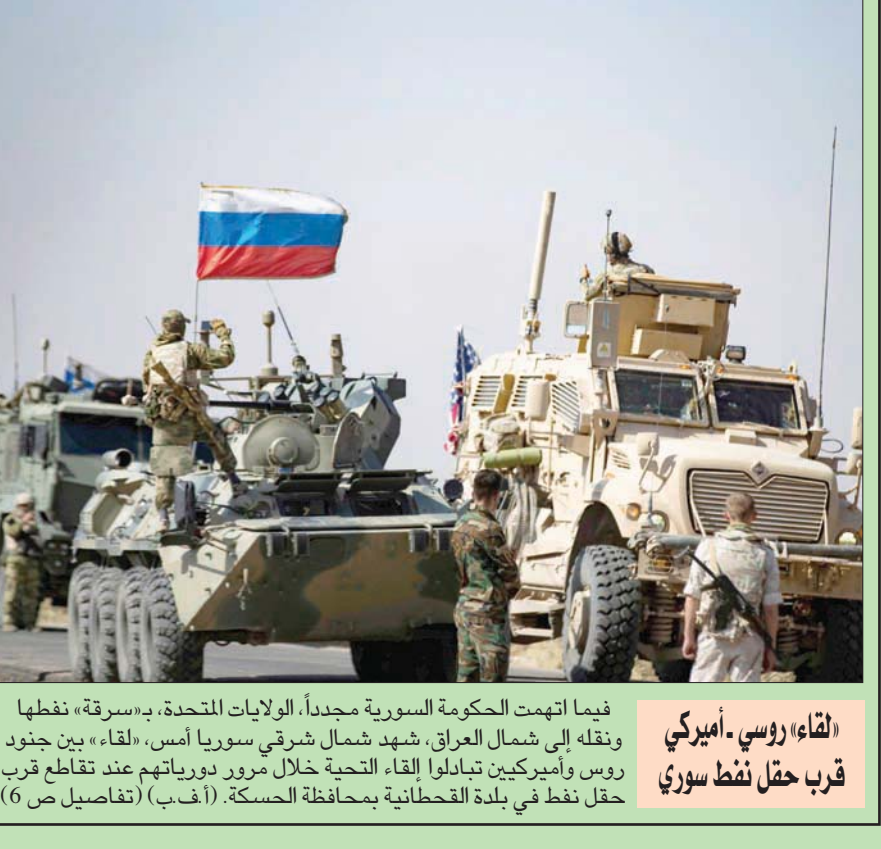 «لقاء» روسي ـ أميركي
قرب حقل نفط سوري
فيما اتهمت الحكومة السورية مجدداً، الولايات المتحدة، بـ«سرقة» نفطها
ونقله إلى شمال العراق، شهد شمال شرقي سوريا أمس، «لقاء» بين جنود
روس وأميركيين تبادلوا إلقاء التحية خلال مرور دورياتهم عند تقاطع قرب
حقل نفط في بلدة القحطانية بمحافظة الحسكة. (أ.ف.ب) (تفاصيل ص 6)